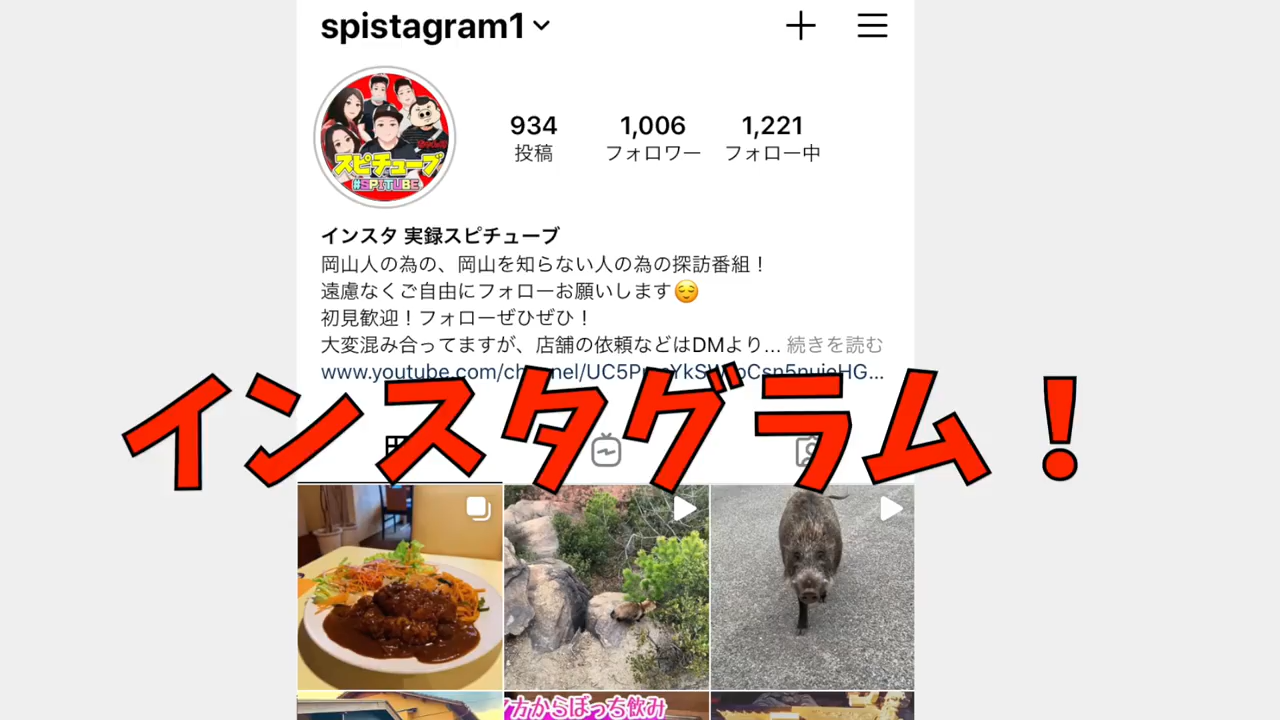 spistagram1
934
1,006
1,221
投稿
フォロワー
フォロー中
スピチューブ
#SPITUBE
インスタ 実録スピチューブ
岡山人の為の、岡山を知らない人の為の探訪番組！
遠慮なくご自由にフォローお願いします😌
初見歓迎！フォローぜひぜひ！
大変混み合ってますが、店舗の依頼などはDMより... 続きを読む
インスタグラム！
方からぼっち飲み